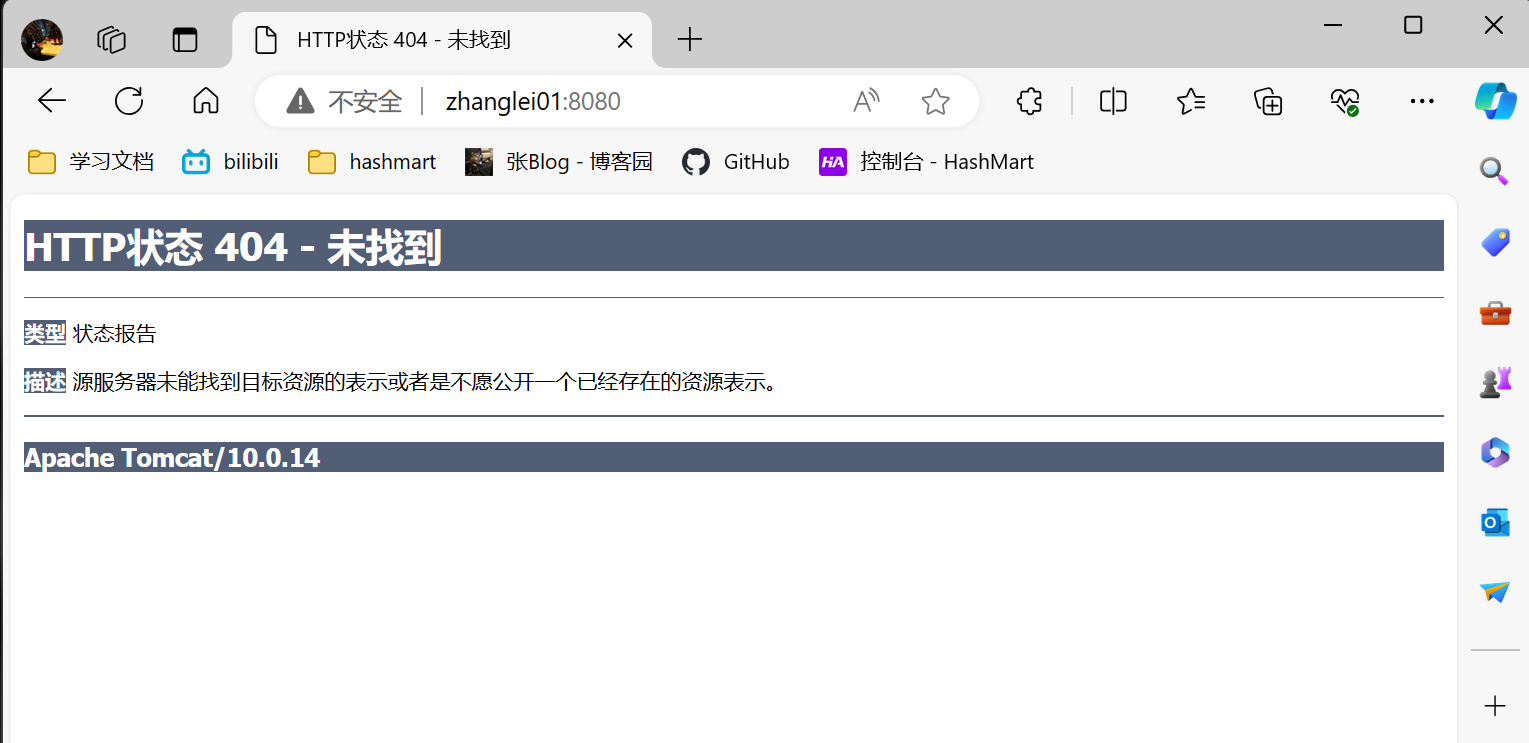 HTTP状态 404 - 未找到
不安全 zhanglei01:8080
学习文档 bilibili hashmart 张Blog - 博客园 GitHub HA 控制台 - HashMart
HTTP状态 404 - 未找到
类型 状态报告
描述 源服务器未能找到目标资源的表示或者是不愿公开一个已经存在的资源表示。
Apache Tomcat/10.0.14